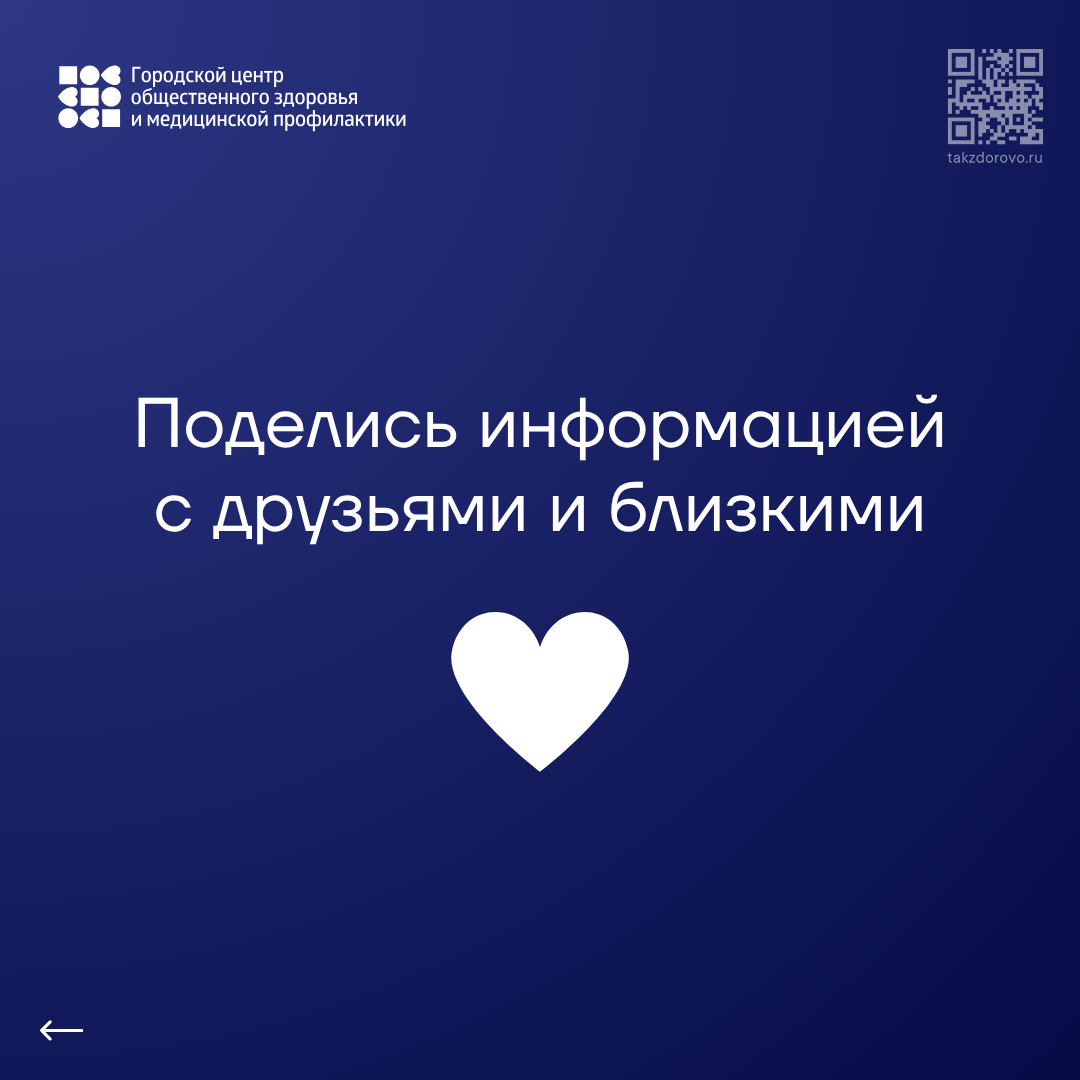 Городской центр
общественного здоровья
и медицинской профилактики
takzdorovo.ru
Поделись информацией
с друзьями и близкими